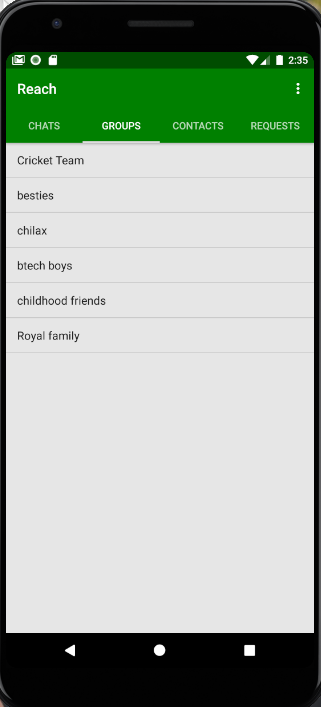 2:35
Reach
CHATS GROUPS CONTACTS REQUESTS
Cricket Team
besties
chilax
btech boys
childhood friends
Royal family